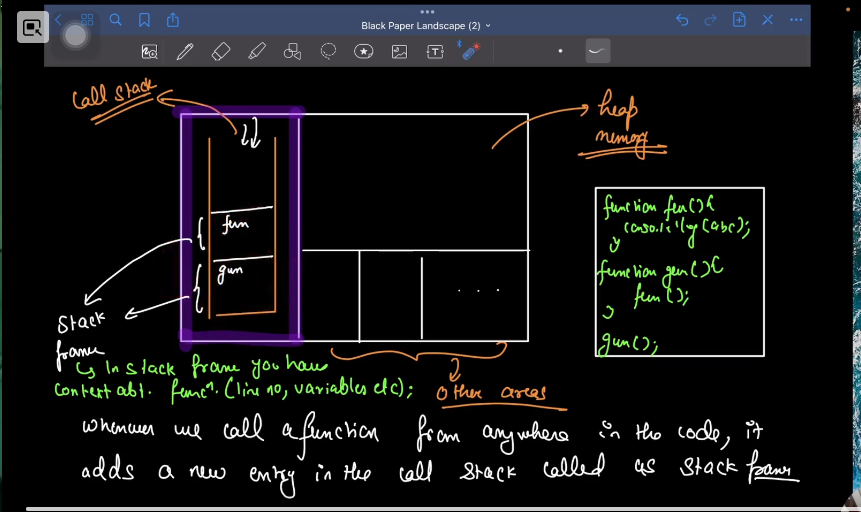 Black Paper Landscape (2)
Call stack
heap
memory
fun
gun
function fun(){
console.log(abc);
}
function gun(){
fun();
}
gun();
...
Stack
frame
↳ In stack frame you have
context abt. funcⁿ. (line no, variables etc);
Other areas
whenever we call a function from anywhere in the code, it
adds a new entry in the call stack called as stack frame